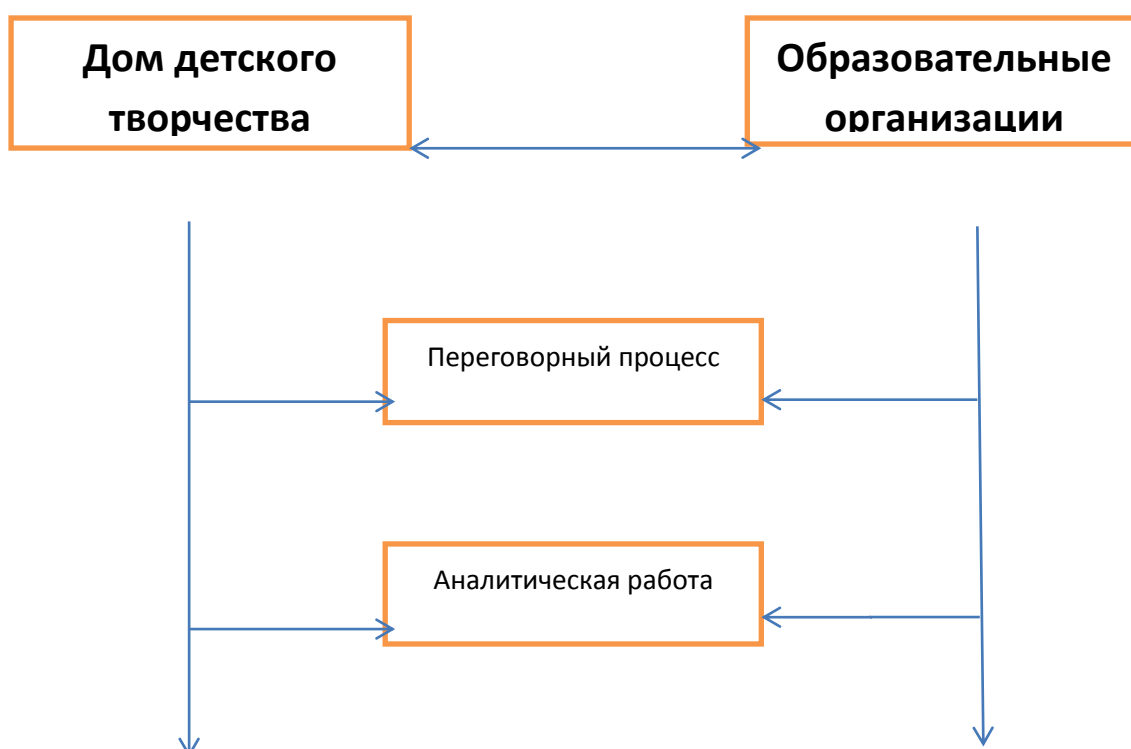 Дом детского
творчества
Образовательные
организации
Переговорный процесс
Аналитическая работа